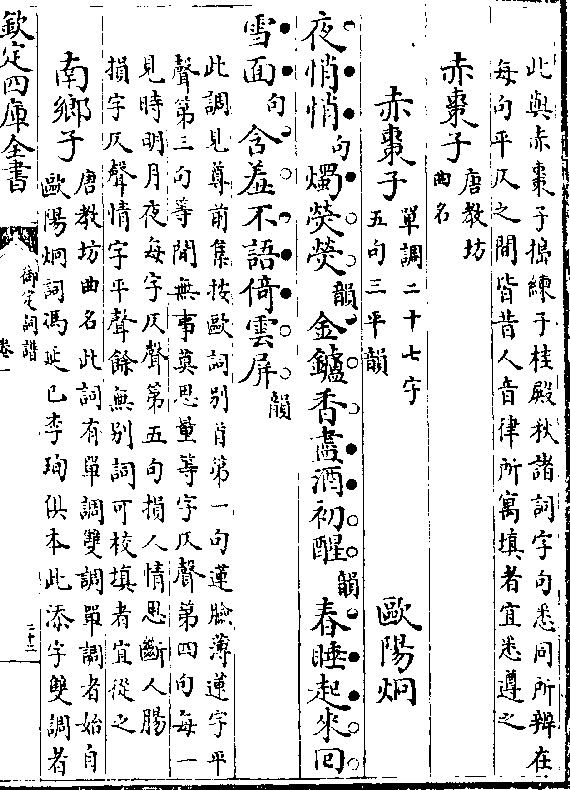 此與赤棗子搗練子桂殿秋諸詞字句悉同所辨在
每句平仄之間皆昔人音律所寓填者宜悉遵之
赤棗子 唐教坊
曲名
赤棗子 單調二十七字
五句三平韻 歐陽炯
夜悄悄句燭熒熒韻金鑪香盡酒初醒韻春睡起來回
雪面句含羞不語倚雲屏韻
此調見尊前集按歐詞别首第一句蓮臉薄蓮字平
聲第三句等閒無事莫思量等字仄聲第四句每一
見時明月夜每字仄聲第五句損人情思斷人腸
損字仄聲情字平聲餘無别詞可校填者宜從之
南鄉子 唐教坊曲名此詞有單調雙調單調者始自
歐陽炯詞馮延巳李珣俱本此添字雙調者
欽定四庫全書
御定詞譜
卷一
二十二